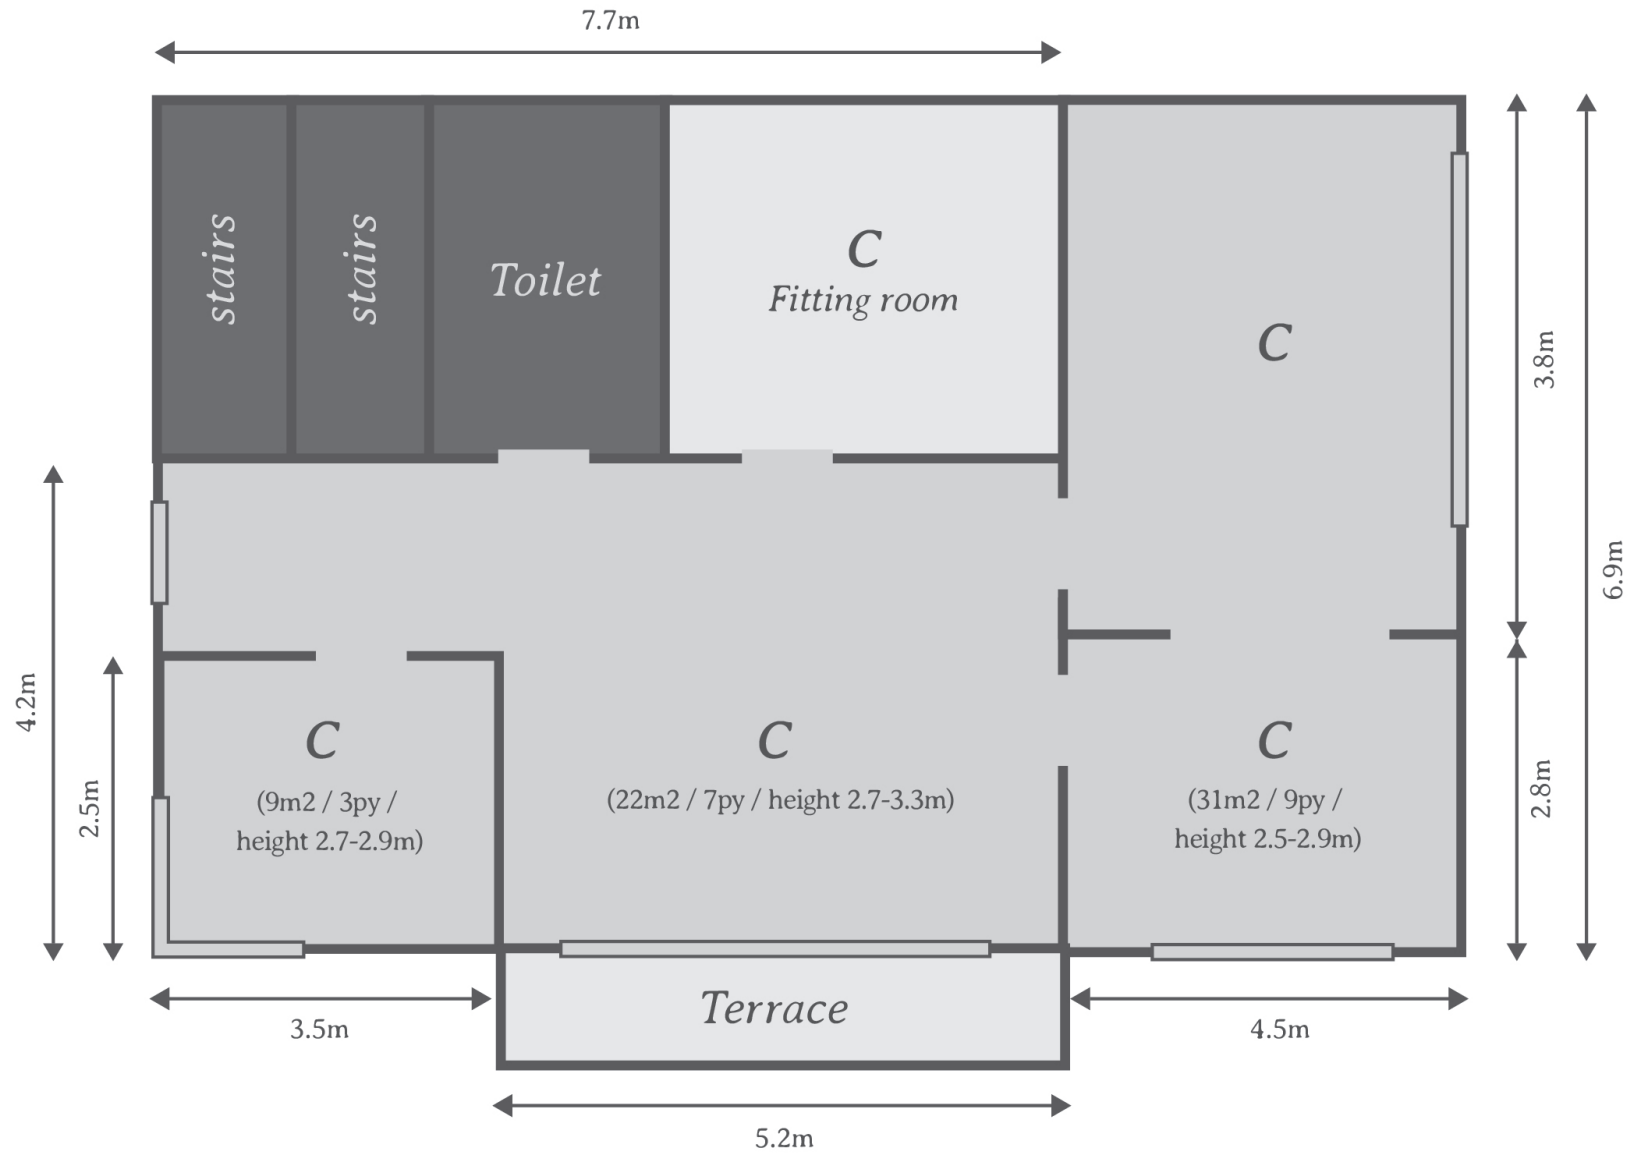 7.7m
stairs
stairs
Toilet
C
Fitting room
C
3.8m
6.9m
4.2m
2.5m
C
(9m2 / 3py /
height 2.7-2.9m)
C
(22m2 / 7py / height 2.7-3.3m)
C
(31m2 / 9py /
height 2.5-2.9m)
2.8m
Terrace
3.5m
4.5m
5.2m